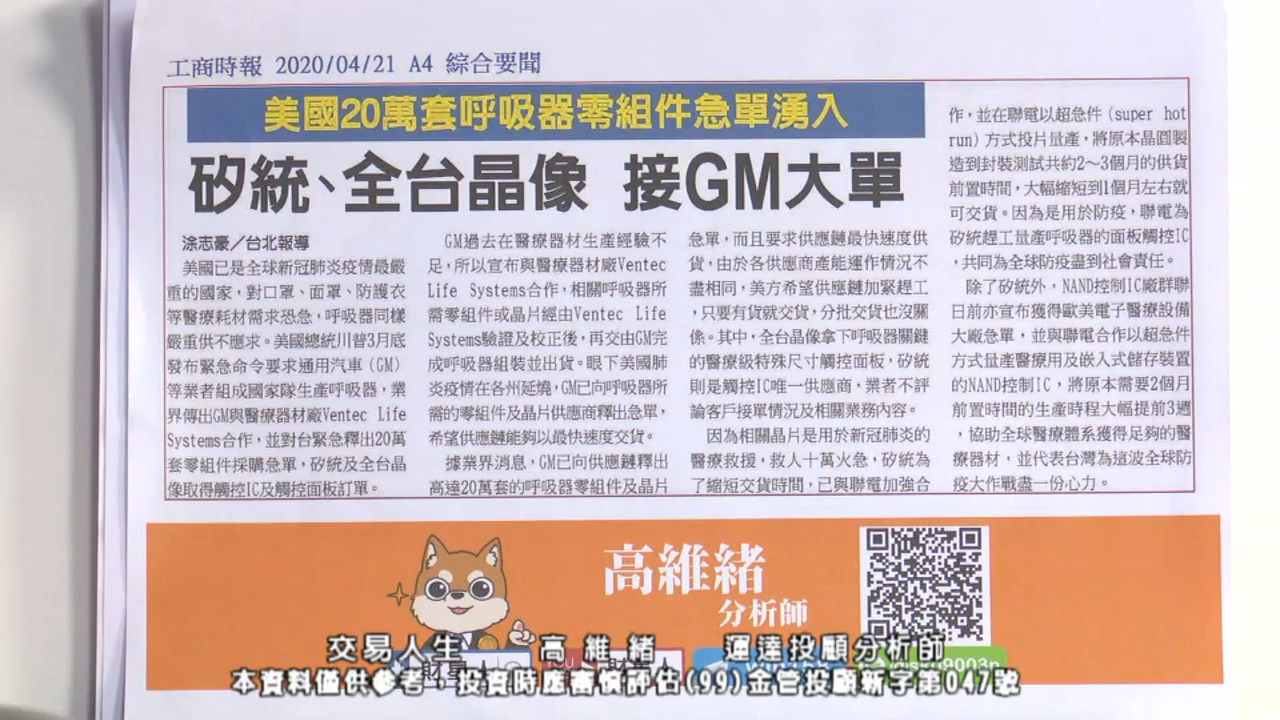 工商時報 2020/04/21 A4 綜合要聞
美國20萬套呼吸器零組件急單湧入
矽統、全台晶像 接GM大單
涂志豪／台北報導
美國已是全球新冠肺炎疫情最嚴
重的國家，對口罩、面罩、防護衣
等醫療耗材需求恐急，呼吸器同樣
嚴重供不應求。美國總統川普3月底
發布緊急命令要求通用汽車（GM）
等業者組成國家隊生產呼吸器，業
界傳出GM與醫療器材廠Ventec Life
Systems合作，並對台緊急釋出20萬
套零組件採購急單，矽統及全台晶
像取得觸控IC及觸控面板訂單。
GM過去在醫療器材生產經驗不
足，所以宣布與醫療器材廠Ventec
Life Systems合作，相關呼吸器所
需零組件或晶片經由Ventec Life
Systems驗證及校正後，再交由GM完
成呼吸器組裝並出貨。眼下美國肺
炎疫情在各州延燒，GM已向呼吸器所
需的零組件及晶片供應商釋出急單，
希望供應鏈能夠以最快速度交貨。
據業界消息，GM已向供應鏈釋出
高達20萬套的呼吸器零組件及晶片
急單，而且要求供應鏈最快速度供
貨，由於各供應商產能運作情況不
盡相同，美方希望供應鏈加緊趕工
，只要有貨就交貨，分批交貨也沒關
係。其中，全台晶像拿下呼吸器關鍵
的醫療級特殊尺寸觸控面板，矽統
則是觸控IC唯一供應商，業者不評
論客戶接單情況及相關業務內容。
因為相關晶片是用於新冠肺炎的
醫療救援，救人十萬火急，矽統為
了縮短交貨時間，已與聯電加強合
作，並在聯電以超急件（super hot
run）方式投片量產，將原本晶圓製
造到封裝測試共約2～3個月的供貨
前置時間，大幅縮短到1個月左右就
可交貨。因為是用於防疫，聯電為
矽統趕工量產呼吸器的面板觸控IC
，共同為全球防疫盡到社會責任。
除了矽統外，NAND控制IC廠群聯
日前亦宣布獲得歐美電子醫療設備
大廠急單，並與聯電合作以超急件
方式量產醫療用及嵌入式儲存裝置
的NAND控制IC，將原本需要2個月
前置時間的生產時程大幅提前3週
，協助全球醫療體系獲得足夠的醫
療器材，並代表台灣為這波全球防
疫大作戰盡一份心力。
高維緒
分析師
交易人生 高維緒 運達投顧分析師
本資料僅供參考，投資時應審慎評估(99)金管投顧新字第047號